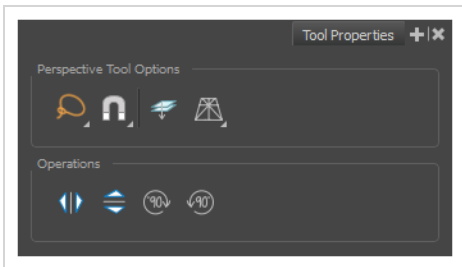 Tool Properties
Perspective Tool Options
Operations
90
90°